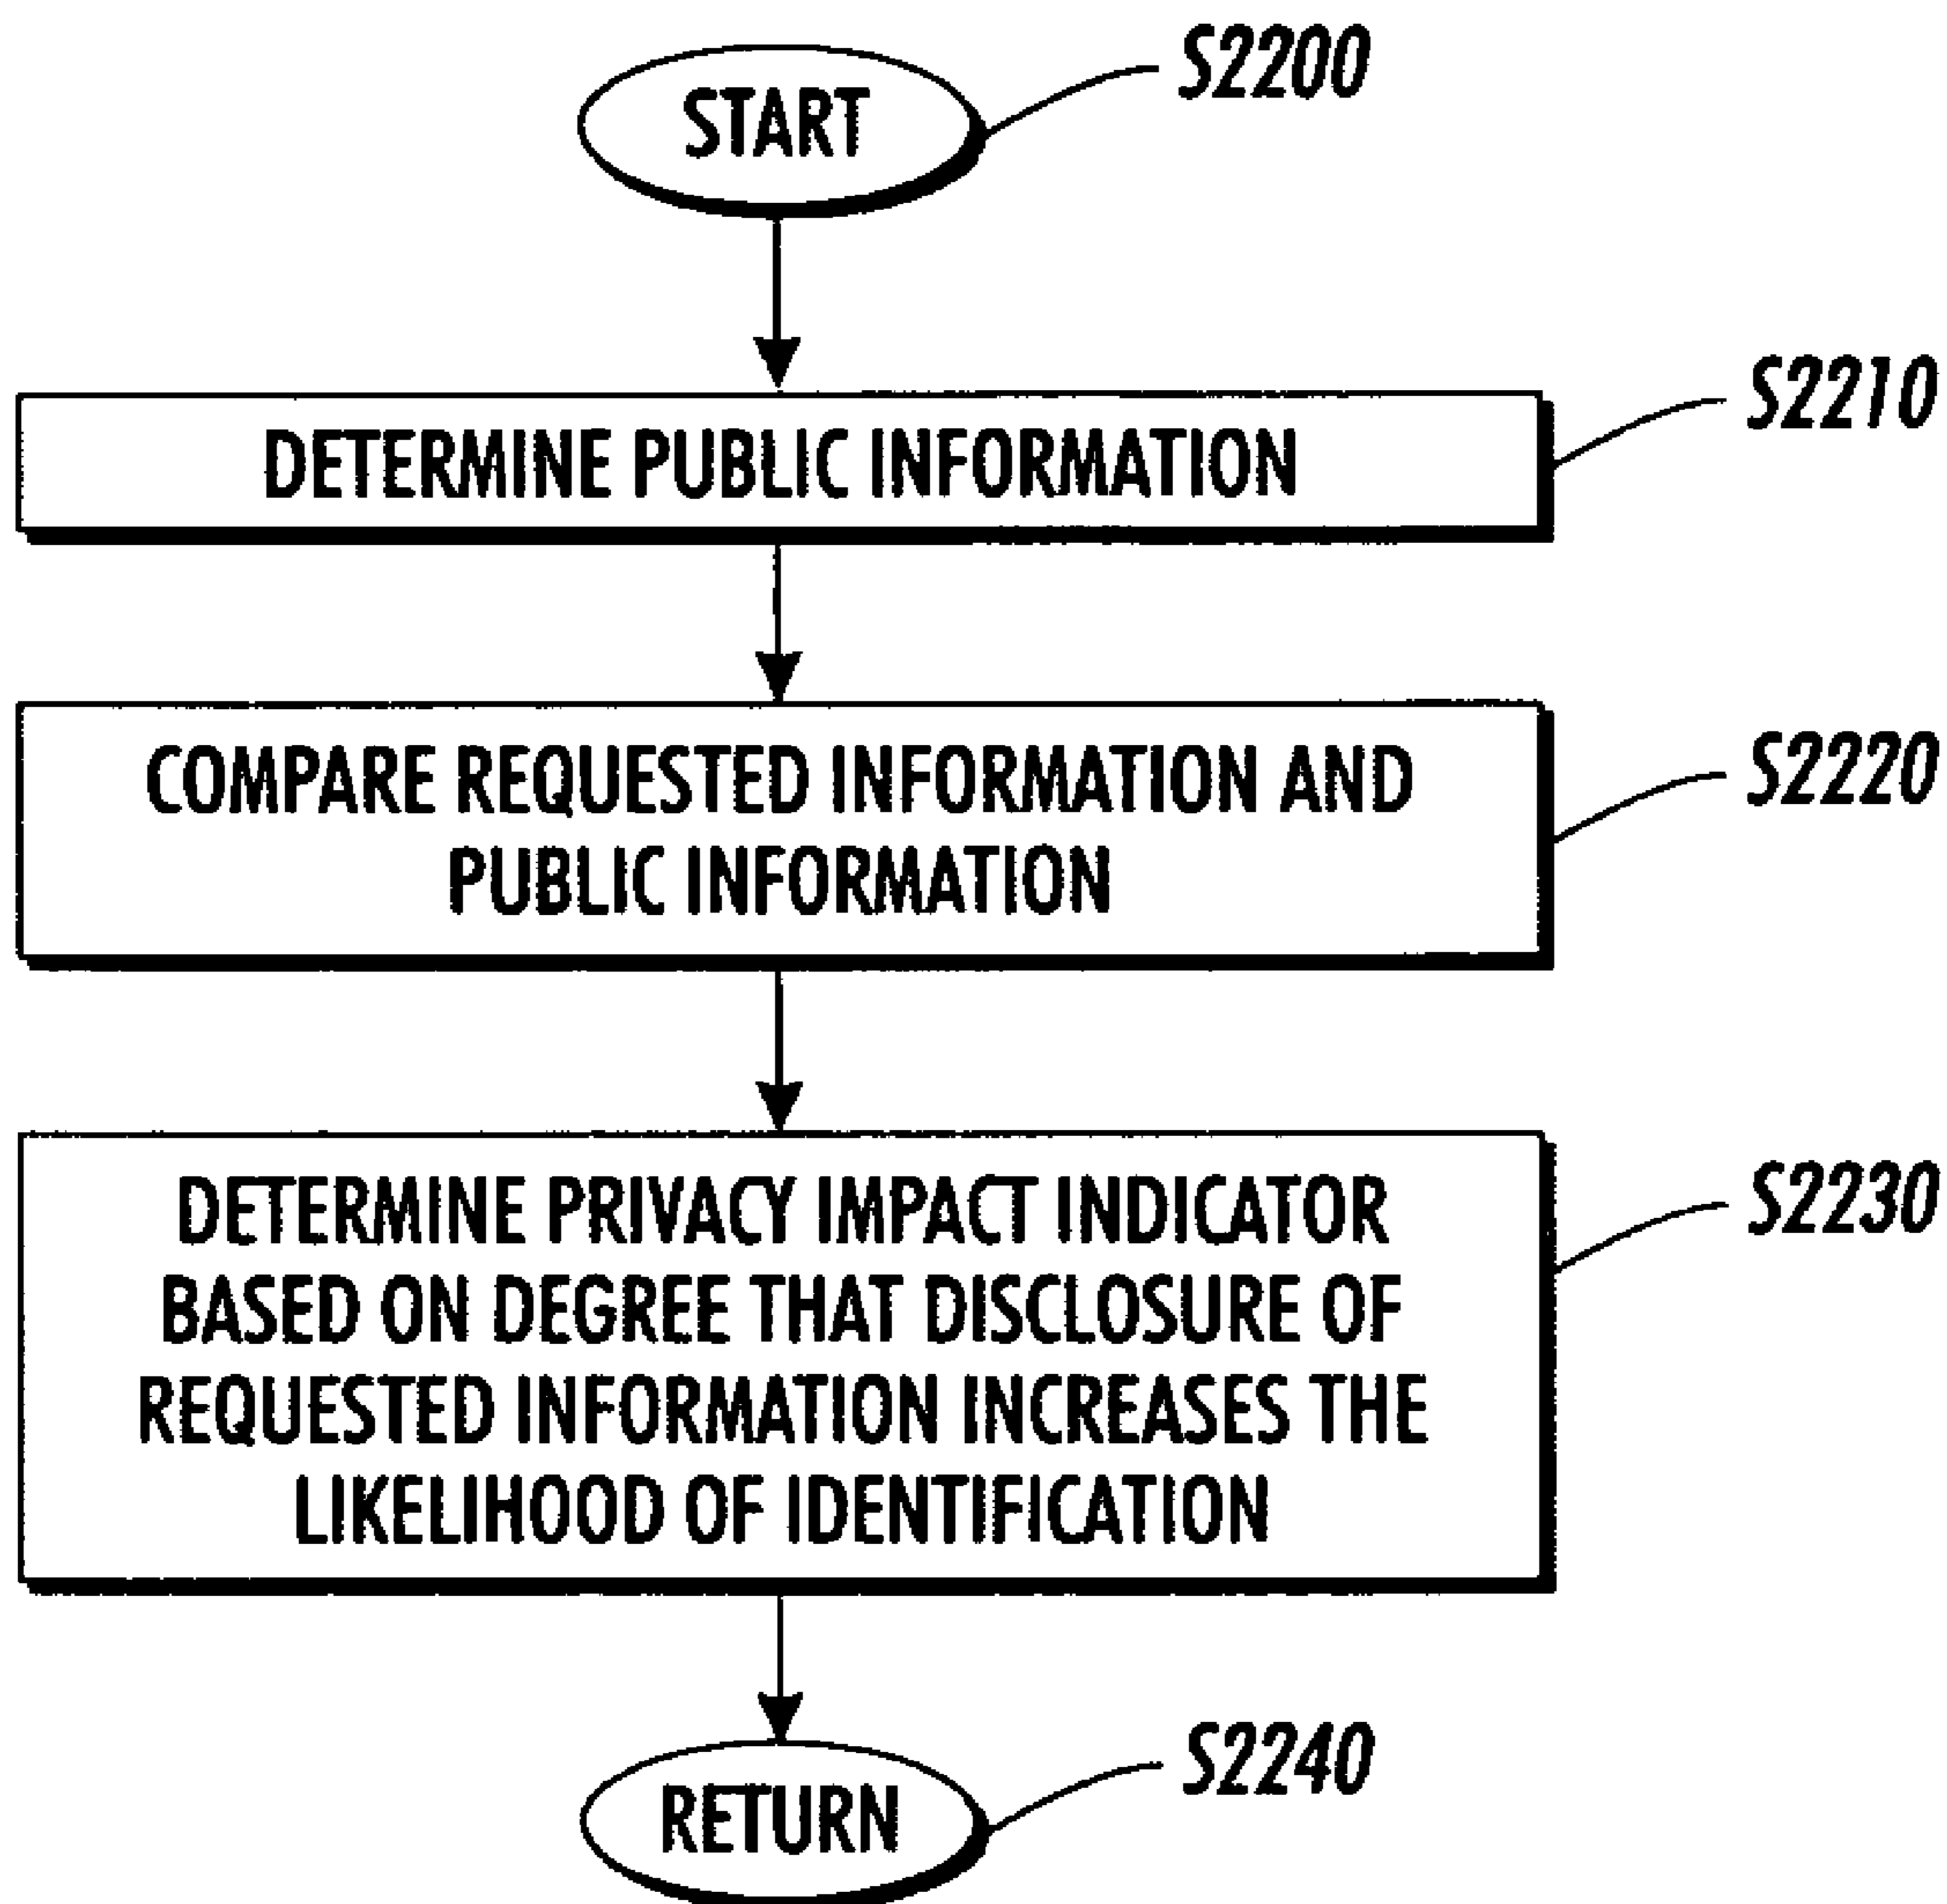 START
S2200
DETERMINE PUBLIC INFORMATION
S2210
COMPARE REQUESTED INFORMATION AND
PUBLIC INFORMATION
S2220
DETERMINE PRIVACY IMPACT INDICATOR
BASED ON DEGREE THAT DISCLOSURE OF
REQUESTED INFORMATION INCREASES THE
LIKELIHOOD OF IDENTIFICATION
S2230
RETURN
S2240